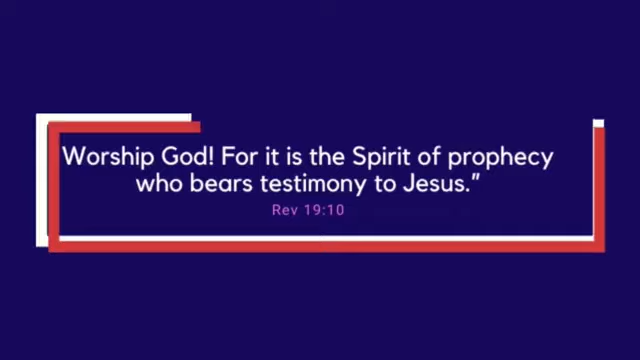 Worship God! For it is the Spirit of prophecy
who bears testimony to Jesus.”
Rev 19:10